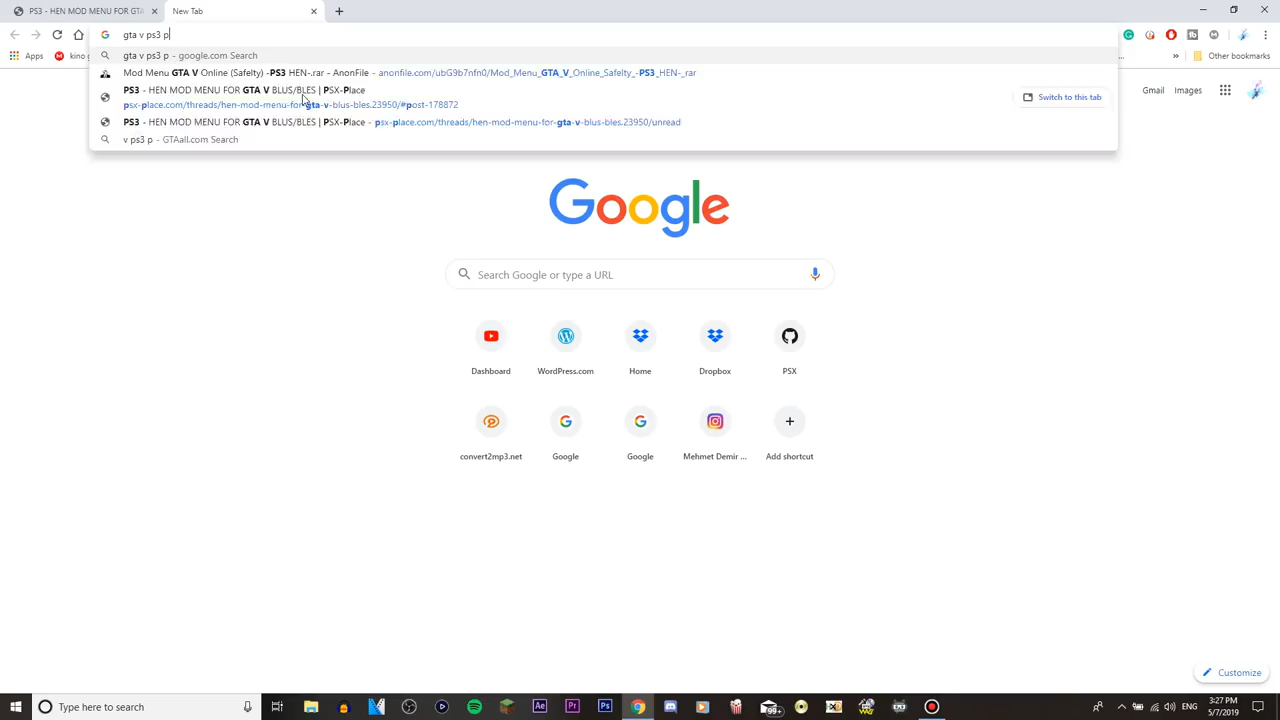 PS3 - HEN MOD MENU FOR GTA V BL
New Tab
gta v ps3 p
gta v ps3 p - google.com Search
Mod Menu GTA V Online (Safelty) -PS3 HEN-.rar - AnonFile - anonfile.com/ubG9b7nfn0/Mod_Menu_GTA_V_Online_Safelty_-PS3_HEN-_rar
PS3 - HEN MOD MENU FOR GTA V BLUS/BLES | PSX-Place
psx-place.com/threads/hen-mod-menu-for-gta-v-blus-bles.23950/#post-178872
Switch to this tab
PS3 - HEN MOD MENU FOR GTA V BLUS/BLES | PSX-Place - psx-place.com/threads/hen-mod-menu-for-gta-v-blus-bles.23950/unread
v ps3 p - GTAall.com Search
Apps
kino g
Other bookmarks
Gmail
Images
Google
Search Google or type a URL
Dashboard
WordPress.com
Home
Dropbox
PSX
convert2mp3.net
Google
Google
Mehmet Demir ...
Add shortcut
Customize
Type here to search
Ae
Pr
Ps
99+
ENG
3:27 PM
5/7/2019